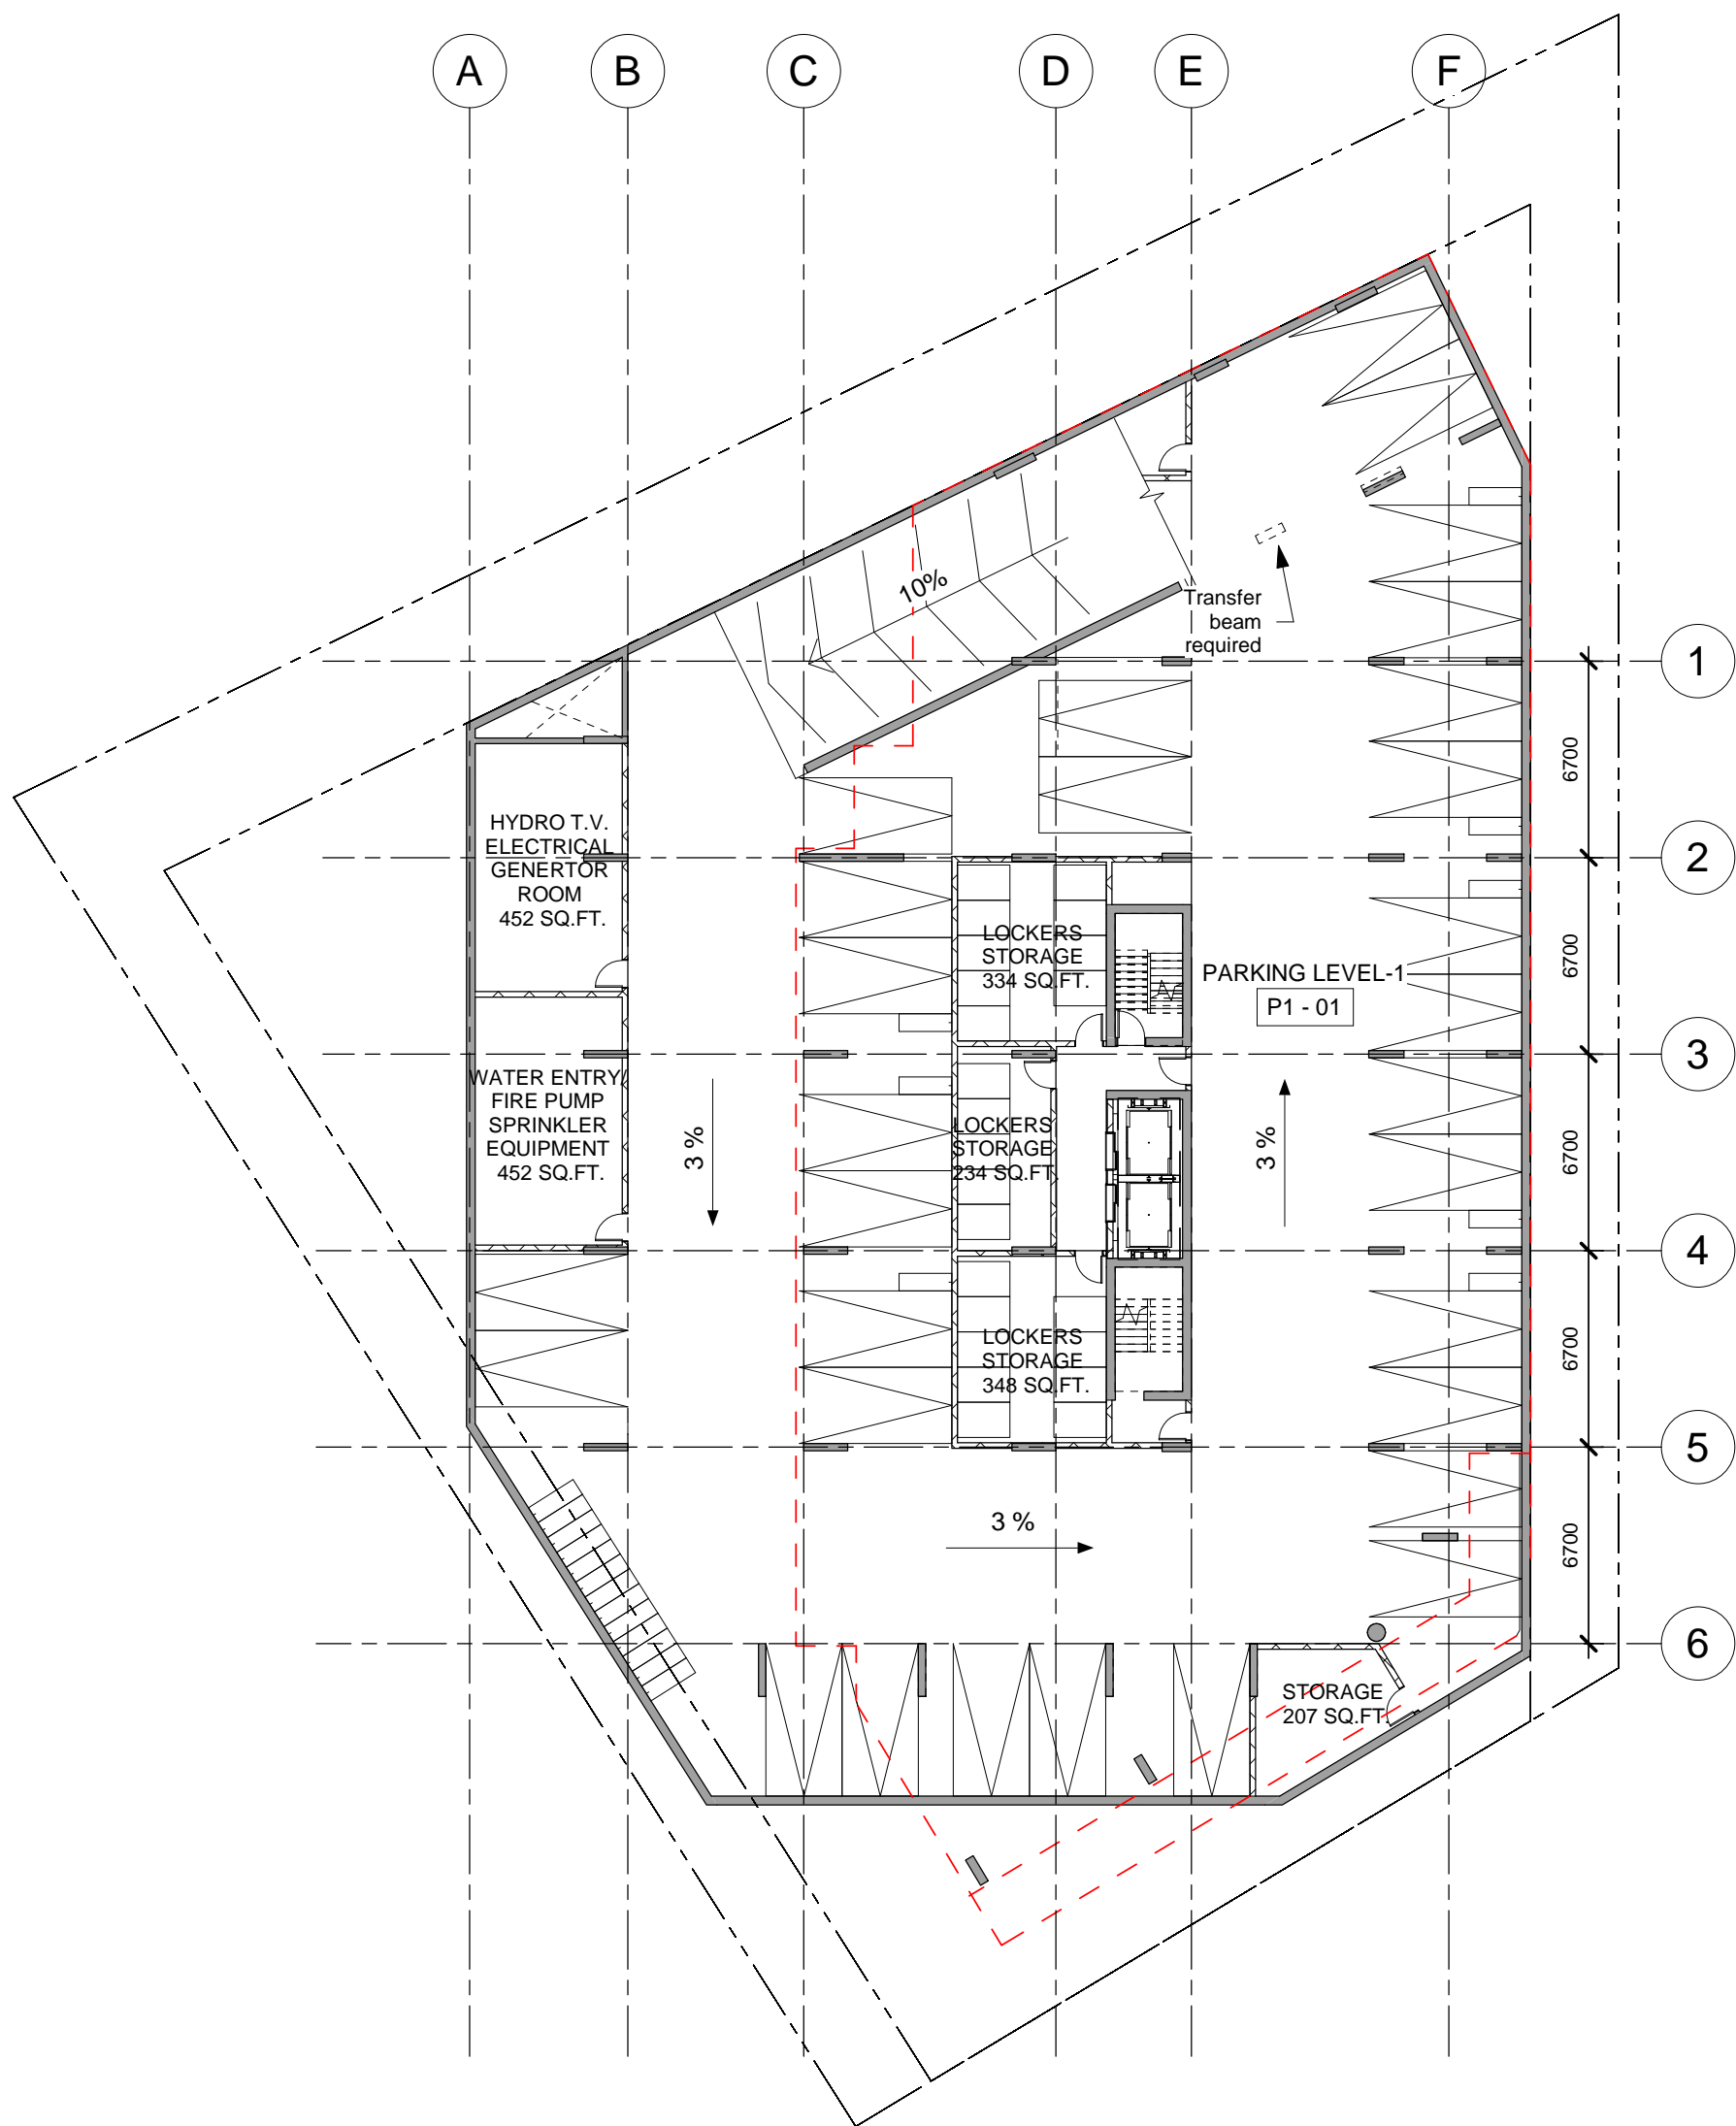 A
B
C
D
E
F
10%
Transfer
beam
required
1
6700
HYDRO T.V.
ELECTRICAL
GENERTOR
ROOM
452 SQ.FT.
2
LOCKERS
STORAGE
334 SQ.FT.
PARKING LEVEL-1
P1 - 01
6700
3
WATER ENTRY/
FIRE PUMP
SPRINKLER
EQUIPMENT
452 SQ.FT.
3 %
LOCKERS
STORAGE
234 SQ.FT.
3 %
6700
4
LOCKERS
STORAGE
348 SQ.FT.
6700
5
3 %
6700
6
STORAGE
207 SQ.FT.